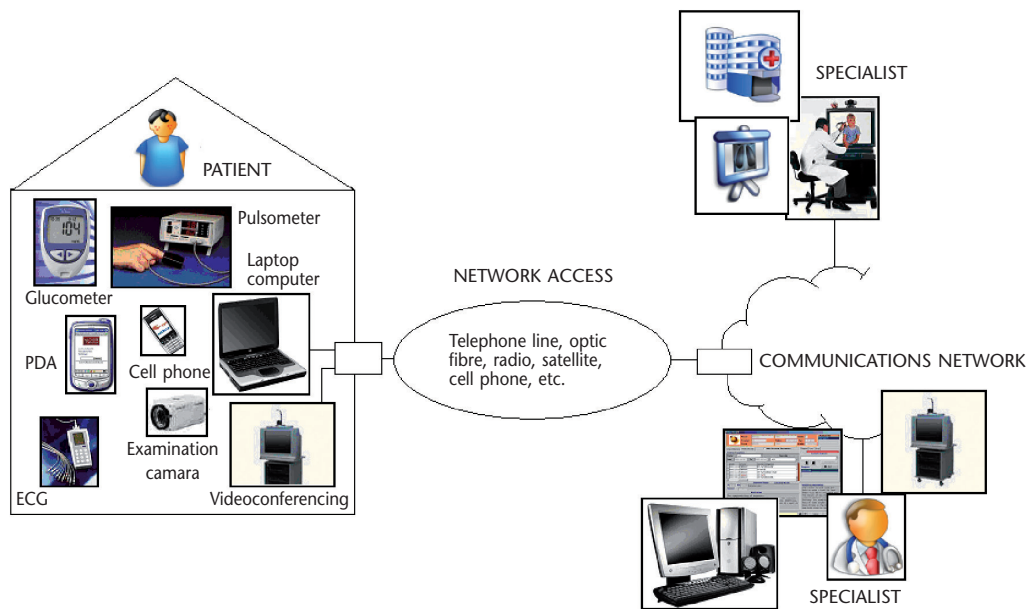 PATIENT
Pulsometer
104
Glucometer
Laptop
computer
PDA
Cell phone
Examination
camara
ECG
Videoconferencing
NETWORK ACCESS
Telephone line, optic
fibre, radio, satellite,
cell phone, etc.
SPECIALIST
COMMUNICATIONS NETWORK
SPECIALIST